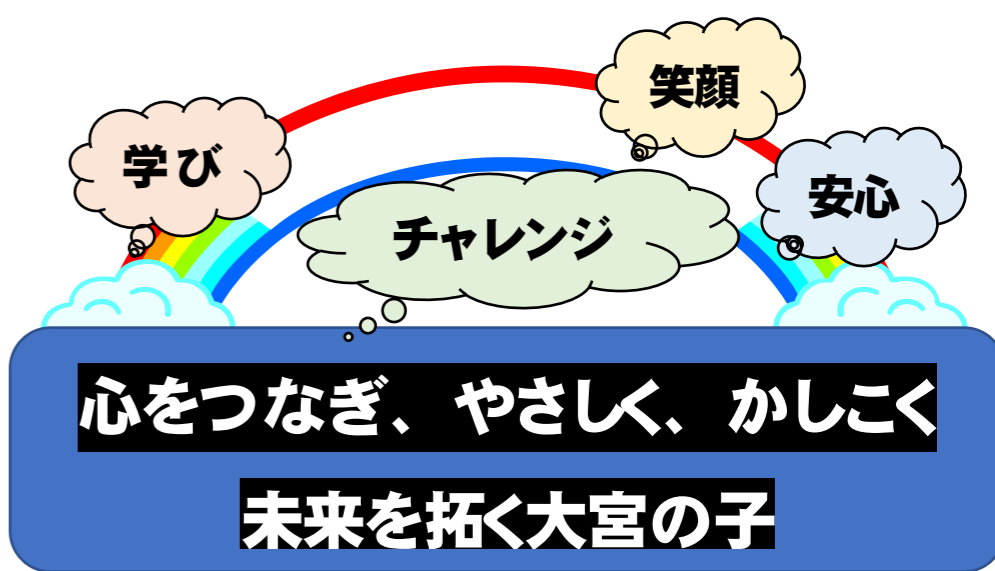 笑顔
学び
安心
チャレンジ
心をつなぎ、やさしく、かしこく
未来を拓く大宮の子